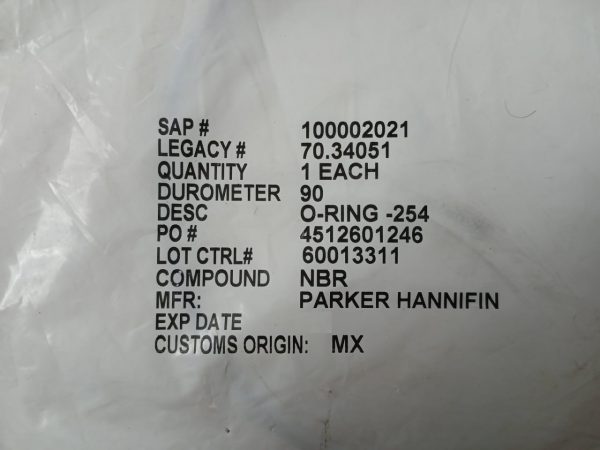 SAP # 100002021
LEGACY # 70.34051
QUANTITY 1 EACH
DUROMETER 90
DESC O-RING -254
PO # 4512601246
LOT CTRL# 60013311
COMPOUND NBR
MFR: PARKER HANNIFIN
EXP DATE
CUSTOMS ORIGIN: MX